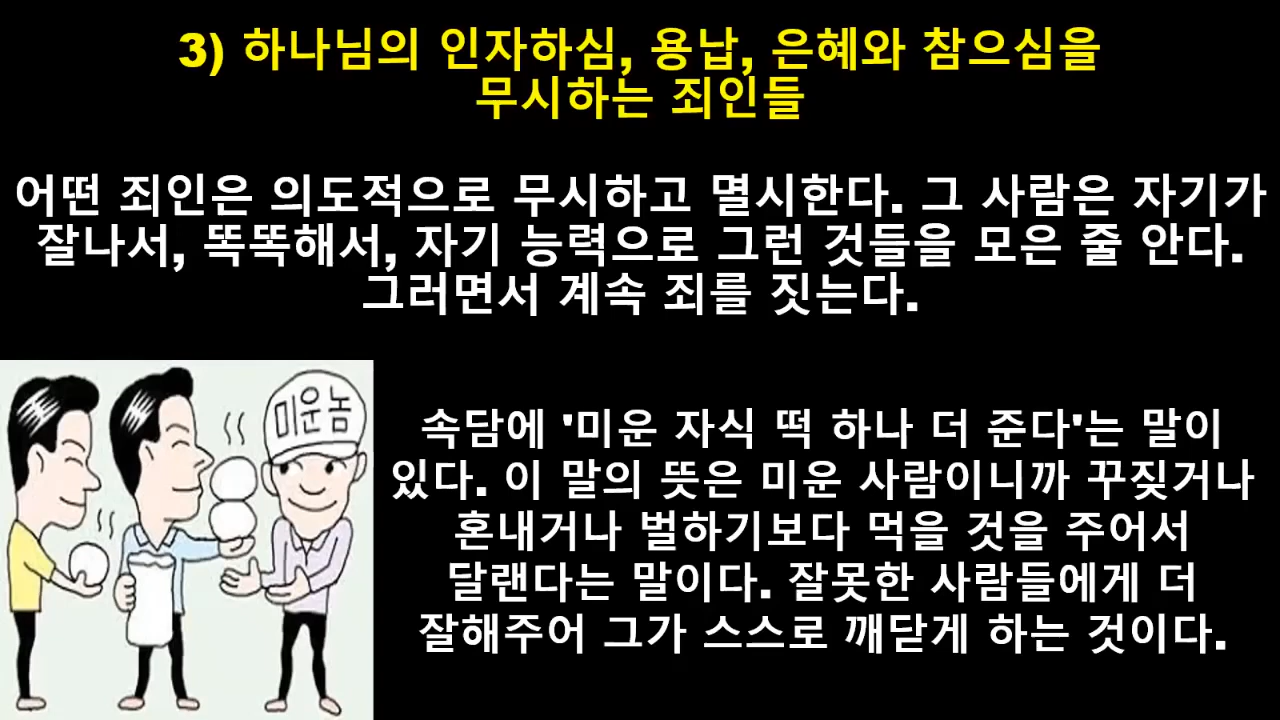 3) 하나님의 인자하심, 용납, 은혜와 참으심을
무시하는 죄인들
어떤 죄인은 의도적으로 무시하고 멸시한다. 그 사람은 자기가
잘나서, 똑똑해서, 자기 능력으로 그런 것들을 모은 줄 안다.
그러면서 계속 죄를 짓는다.
미운놈
속담에 '미운 자식 떡 하나 더 준다'는 말이
있다. 이 말의 뜻은 미운 사람이니까 꾸짖거나
혼내거나 벌하기보다 먹을 것을 주어서
달랜다는 말이다. 잘못한 사람들에게 더
잘해주어 그가 스스로 깨닫게 하는 것이다.